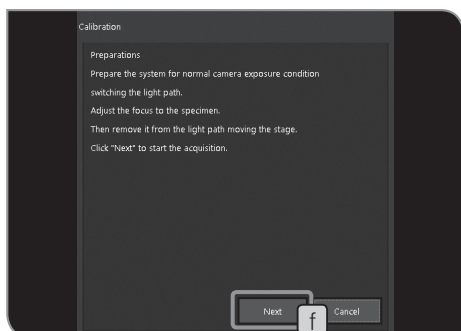 Calibration
Preparations
Prepare the system for normal camera exposure condition
switching the light path.
Adjust the focus to the specimen.
Then remove it from the light path moving the stage.
Click "Next" to start the acquisition.
Next
f
Cancel